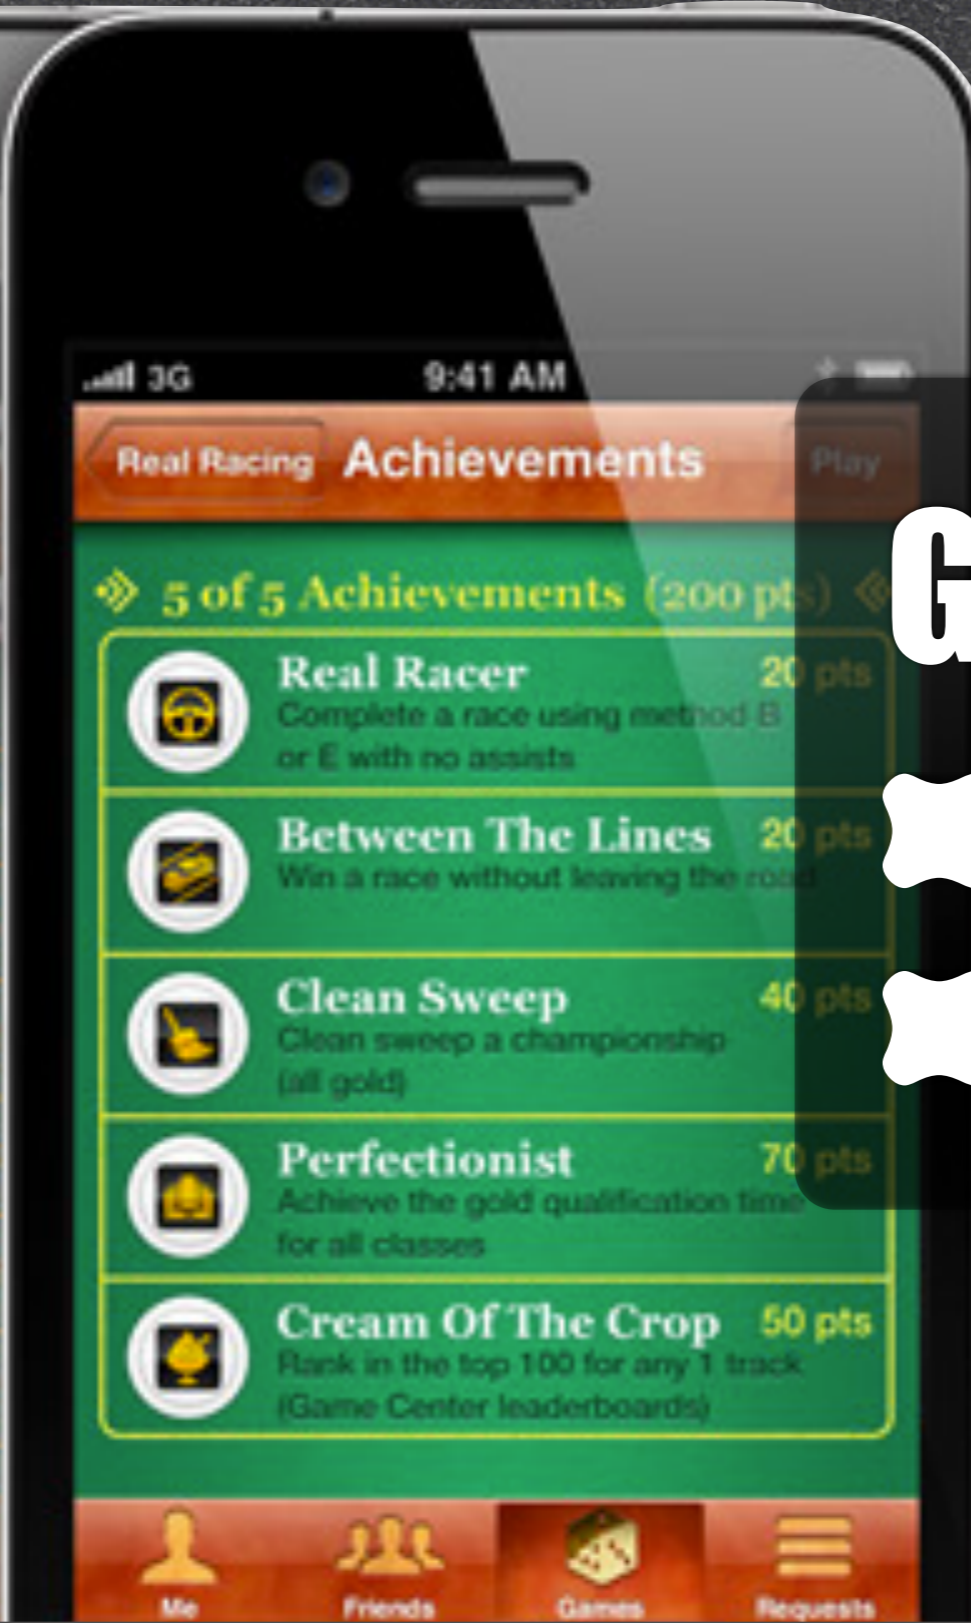 3G 9:41 AM
Real Racing Achievements Play
5 of 5 Achievements (200 pts)
Real Racer 20 pts
Complete a race using method B
or E with no assists
Between The Lines 20 pts
Win a race without leaving the road
Clean Sweep 40 pts
Clean sweep a championship
(all gold)
Perfectionist 70 pts
Achieve the gold qualification time
for all classes
Cream Of The Crop 50 pts
Rank in the top 100 for any 1 track
(Game Center leaderboards)
Me Friends Games Requests
G